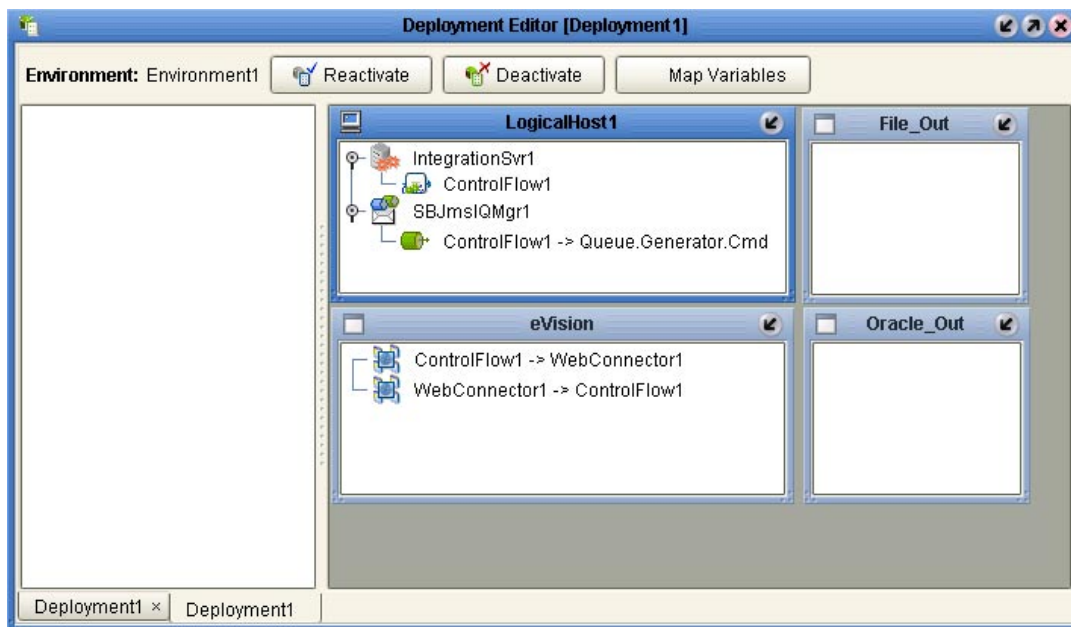 Deployment Editor [Deployment1]
Environment: Environment1 Reactivate Deactivate Map Variables
LogicalHost1
IntegrationSvr1
ControlFlow1
SBJmsIQMgr1
ControlFlow1 -> Queue.Generator.Cmd
File_Out
eVision
ControlFlow1 -> WebConnector1
WebConnector1 -> ControlFlow1
Oracle_Out
Deployment1 × Deployment1